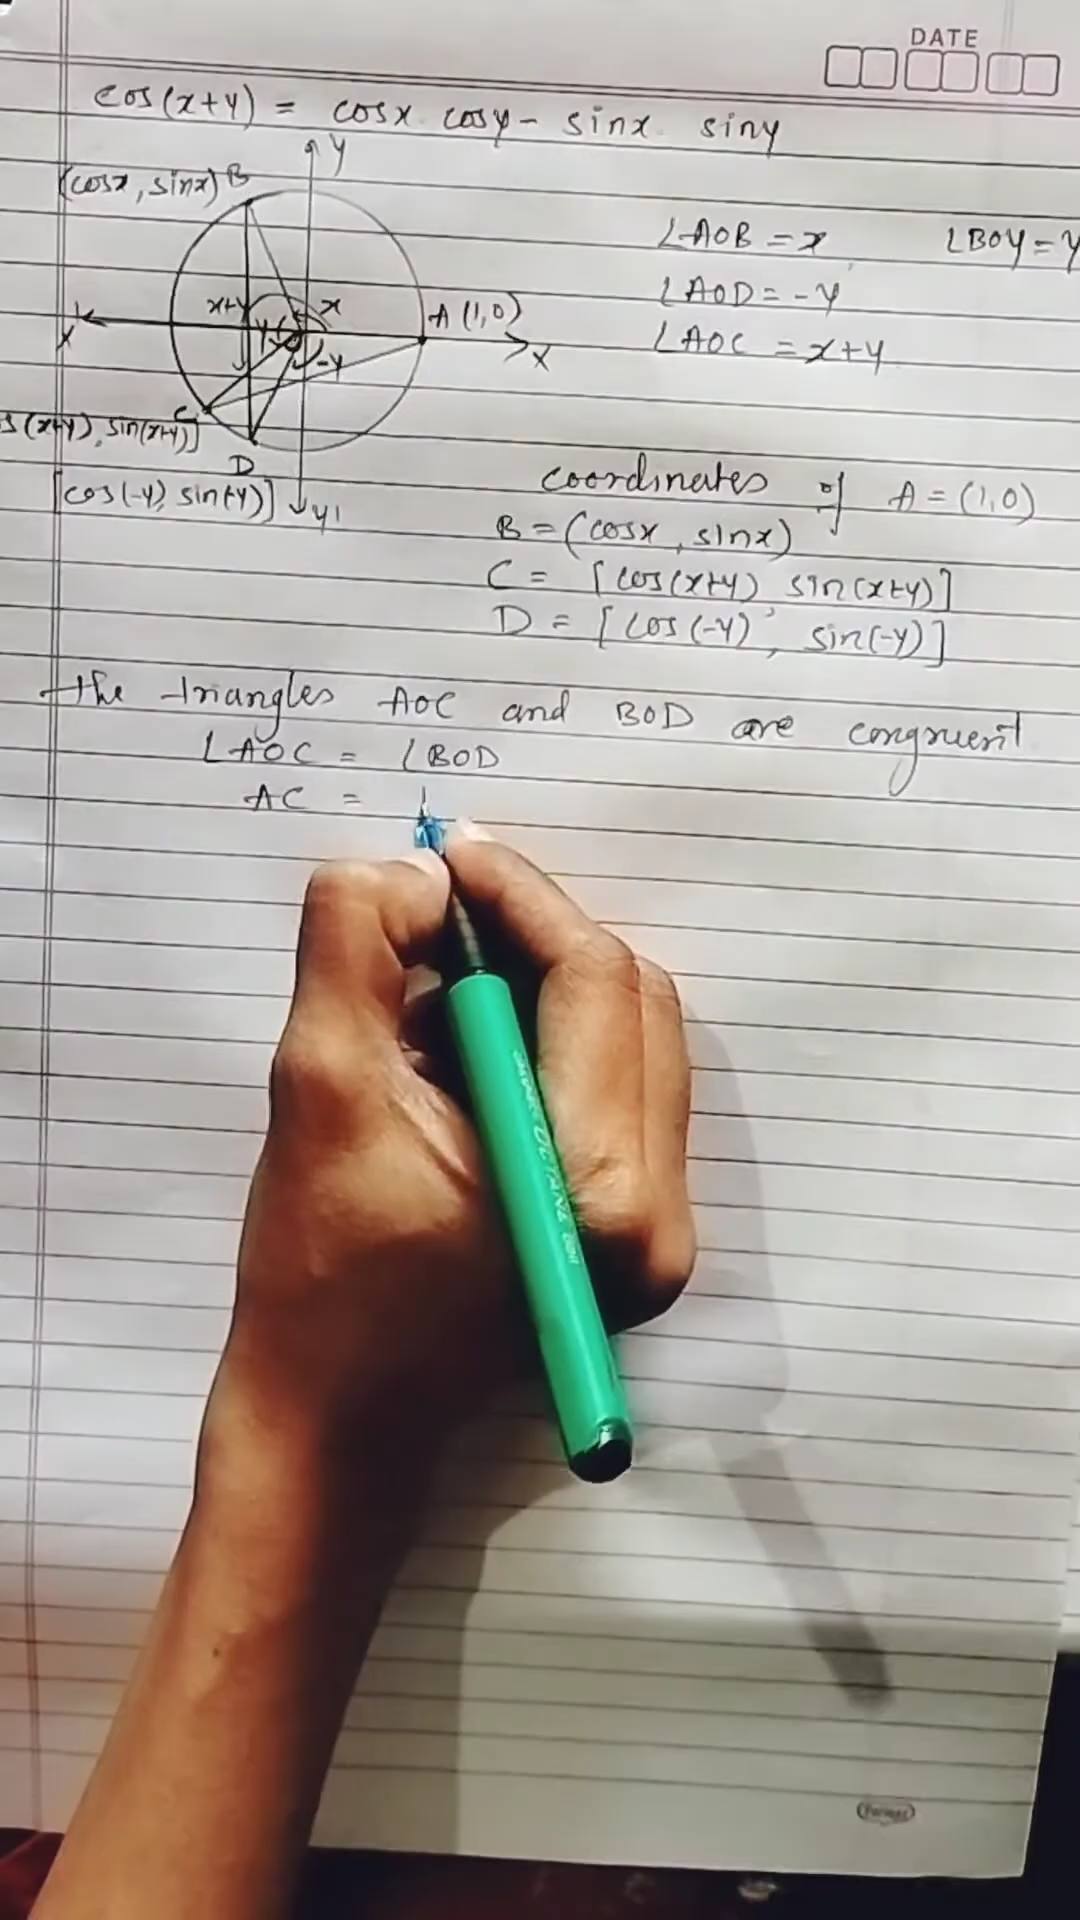 DATE
cos(x+y) = cosx cosy - sinx. siny
Y
(cosx, sinx) B
∠AOB = x, ∠BOY = y
∠AOD = -y
∠AOC = x+y
x+y x
A (1,0)
X' y O -y X
C
s(x+y), sin(x+y)]
D
[cos(-y), sin(-y)] Y'
coordinates of A = (1,0)
B = (cosx, sinx)
C = [cos(x+y), sin(x+y)]
D = [cos(-y), sin(-y)]
The triangles AOC and BOD are congruent
∠AOC = ∠BOD
AC =